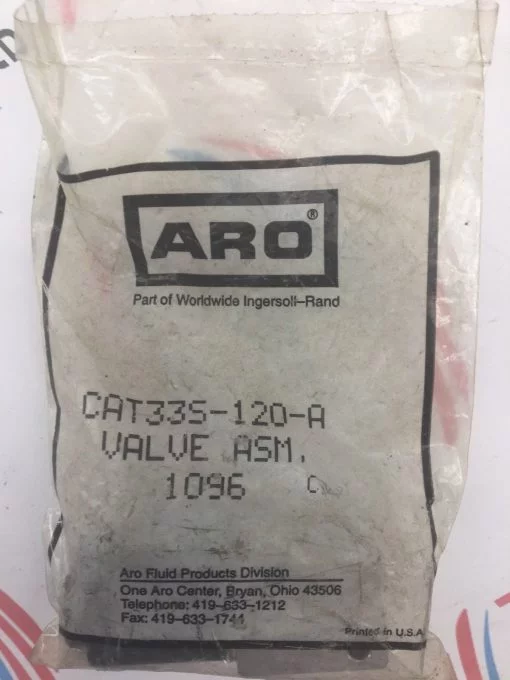 ARO®
Part of Worldwide Ingersoll–Rand
CAT33S-120-A
VALVE ASM.
1096 C
Aro Fluid Products Division
One Aro Center, Bryan, Ohio 43506
Telephone: 419–633–1212
Fax: 419–633–1741
Printed in U.S.A.